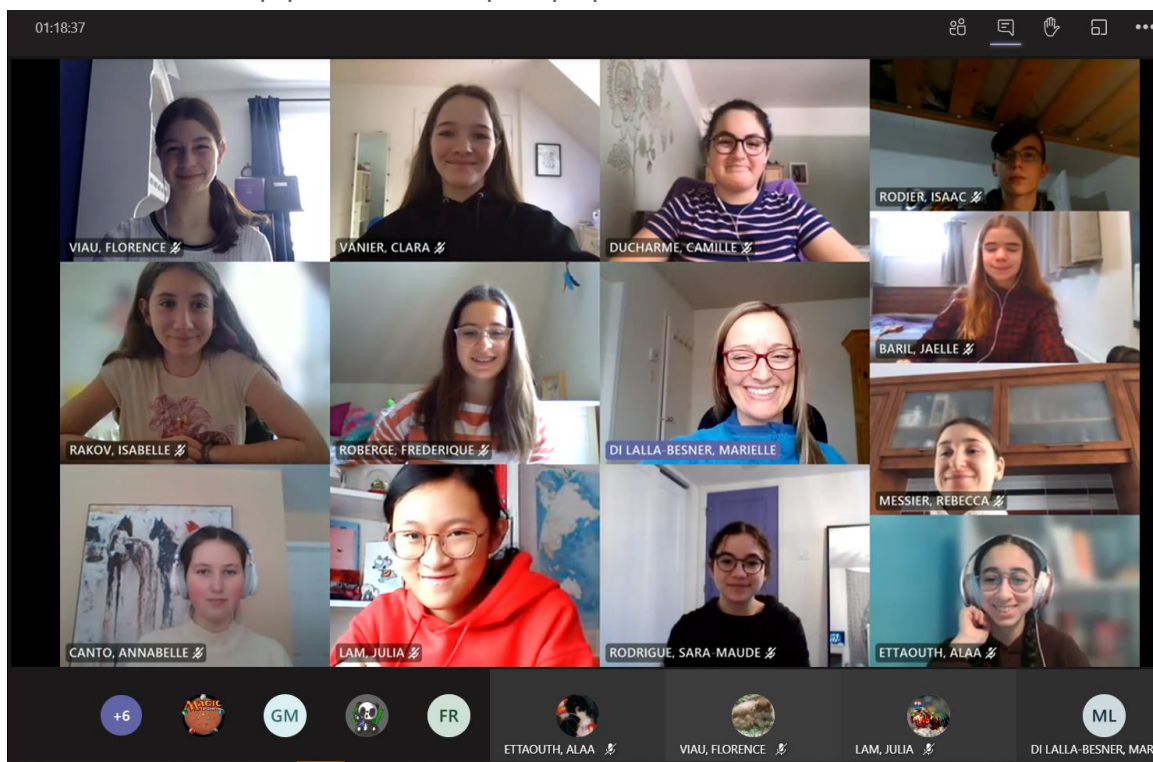 01:18:37
VIAU, FLORENCE
VANIER, CLARA
DUCHARME, CAMILLE
RODIER, ISAAC
BARIL, JAELLE
RAKOV, ISABELLE
ROBERGE, FREDERIQUE
DI LALLA-BESNER, MARIELLE
MESSIER, REBECCA
CANTO, ANNABELLE
LAM, JULIA
RODRIGUE, SARA-MAUDE
ETTAOUTH, ALAA
+6
MAGIC
GM
FR
ML
ETTAOUTH, ALAA
VIAU, FLORENCE
LAM, JULIA
DI LALLA-BESNER, MAR